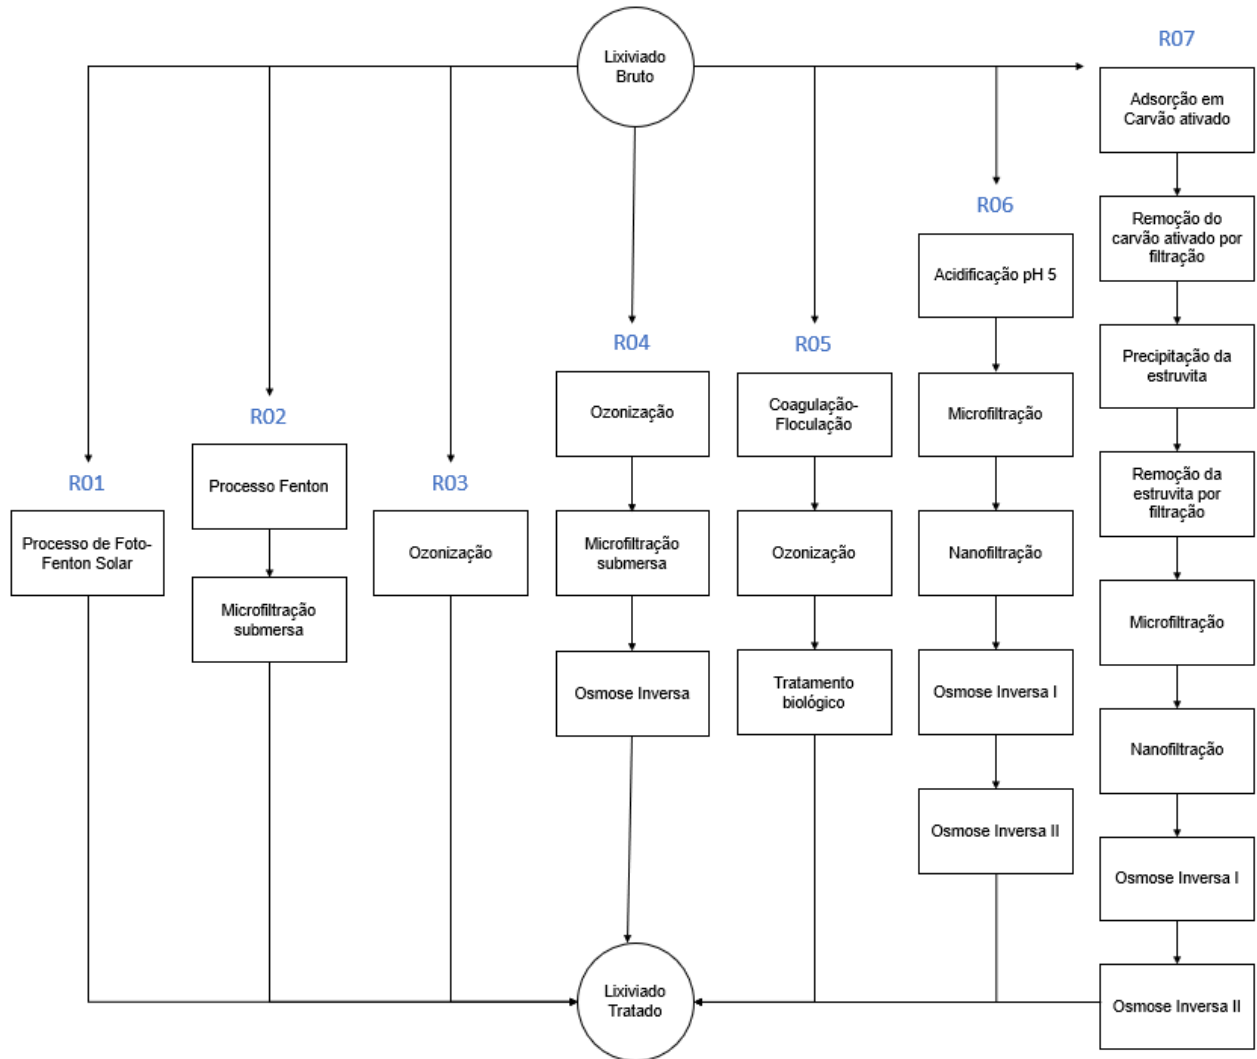 Lixiviado
Bruto
R01
Processo de Foto-
Fenton Solar
R02
Processo Fenton
Microfiltração
submersa
R03
Ozonização
R04
Ozonização
Microfiltração
submersa
Osmose Inversa
R05
Coagulação-
Floculação
Ozonização
Tratamento
biológico
R06
Acidificação pH 5
Microfiltração
Nanofiltração
Osmose Inversa I
Osmose Inversa II
R07
Adsorção em
Carvão ativado
Remoção do
carvão ativado por
filtração
Precipitação da
estruvita
Remoção da
estruvita por
filtração
Microfiltração
Nanofiltração
Osmose Inversa I
Osmose Inversa II
Lixiviado
Tratado